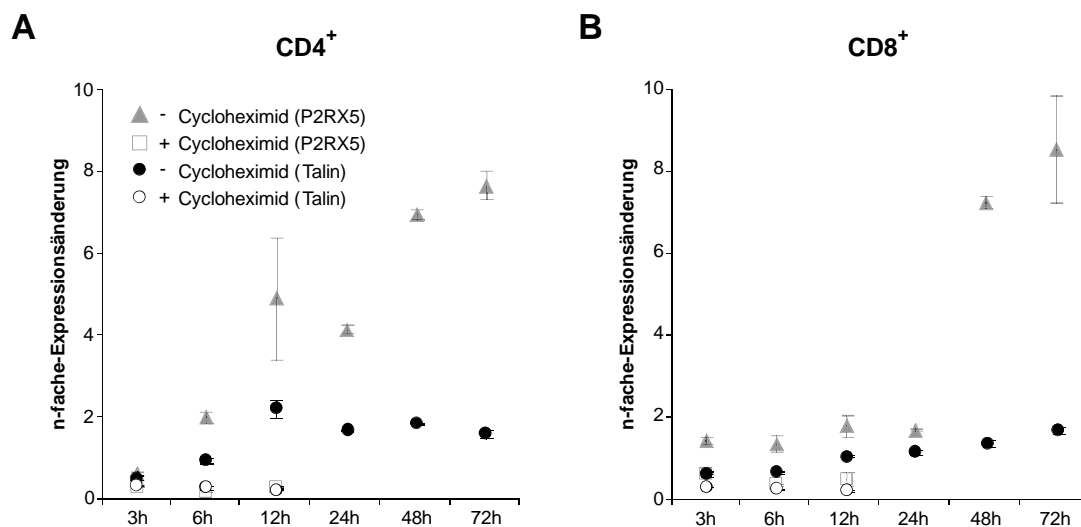 A
CD4+
n-fache-Expressionsänderung
10
8
6
4
2
0
- Cycloheximid (P2RX5)
+ Cycloheximid (P2RX5)
- Cycloheximid (Talin)
+ Cycloheximid (Talin)
3h 6h 12h 24h 48h 72h
B
CD8+
n-fache-Expressionsänderung
10
8
6
4
2
0
3h 6h 12h 24h 48h 72h